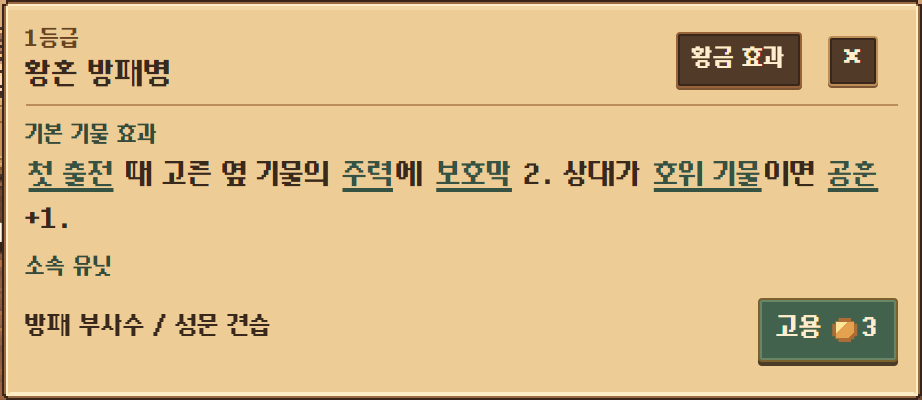 1등급
황혼 방패병
황금 효과
×
기본 기물 효과
첫 출전 때 고른 옆 기물의 주력에 보호막 2. 상대가 호위 기물이면 공훈
+1.
소속 유닛
방패 부사수 / 성문 견습
고용 3